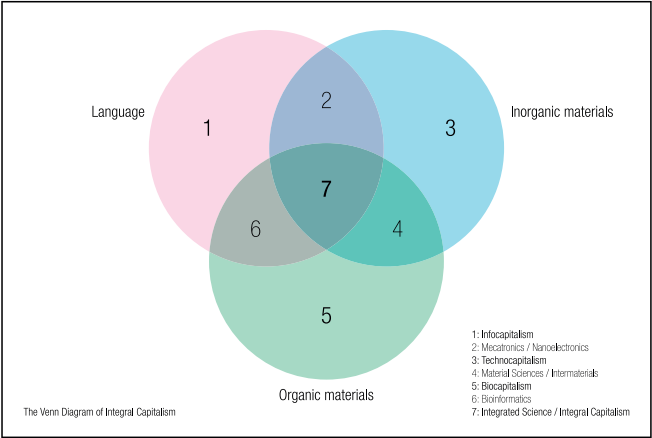 2
Language
Inorganic materials
1
3
7
6
4
5
1: Infocapitalism
2: Mecatronics / Nanoelectronics
3: Technocapitalism
4: Material Sciences / Intermaterials
5: Biocapitalism
6: Bioinformatics
7: Integrated Science / Integral Capitalism
Organic materials
The Venn Diagram of Integral Capitalism